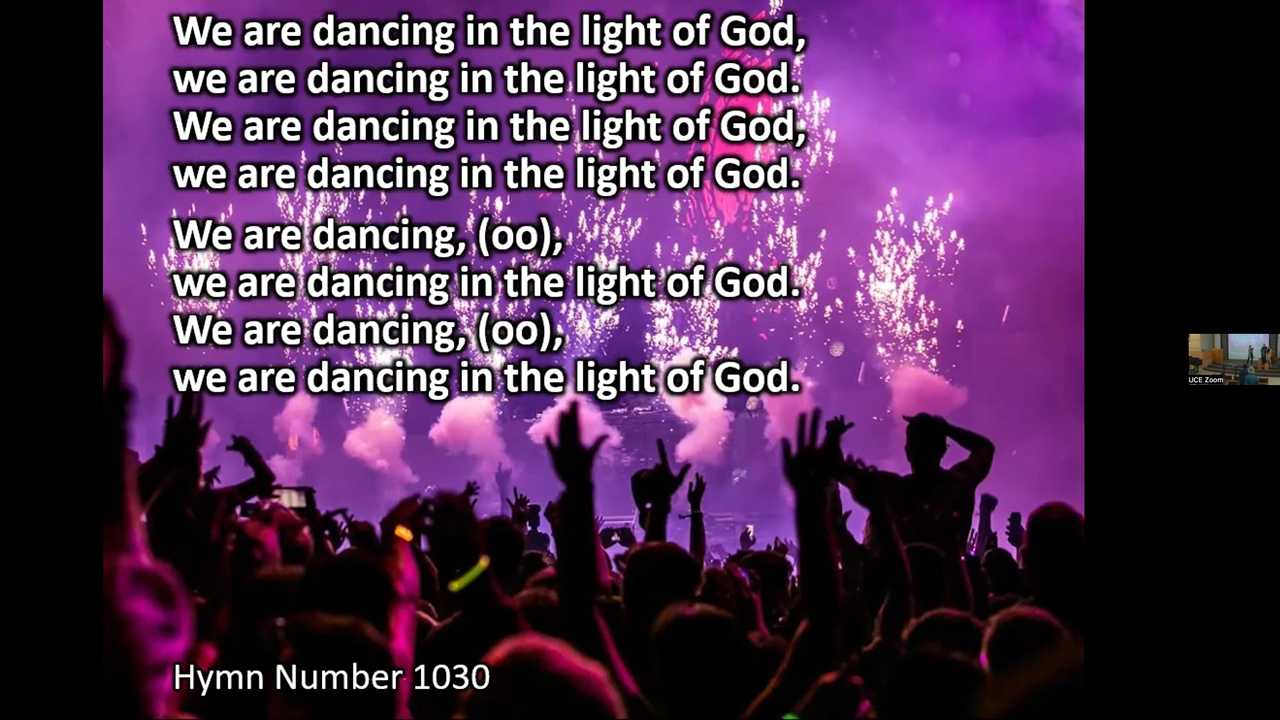 We are dancing in the light of God,
we are dancing in the light of God.
We are dancing in the light of God,
we are dancing in the light of God.
We are dancing, (oo),
we are dancing in the light of God.
We are dancing, (oo),
we are dancing in the light of God.
Hymn Number 1030
UCE Zoom